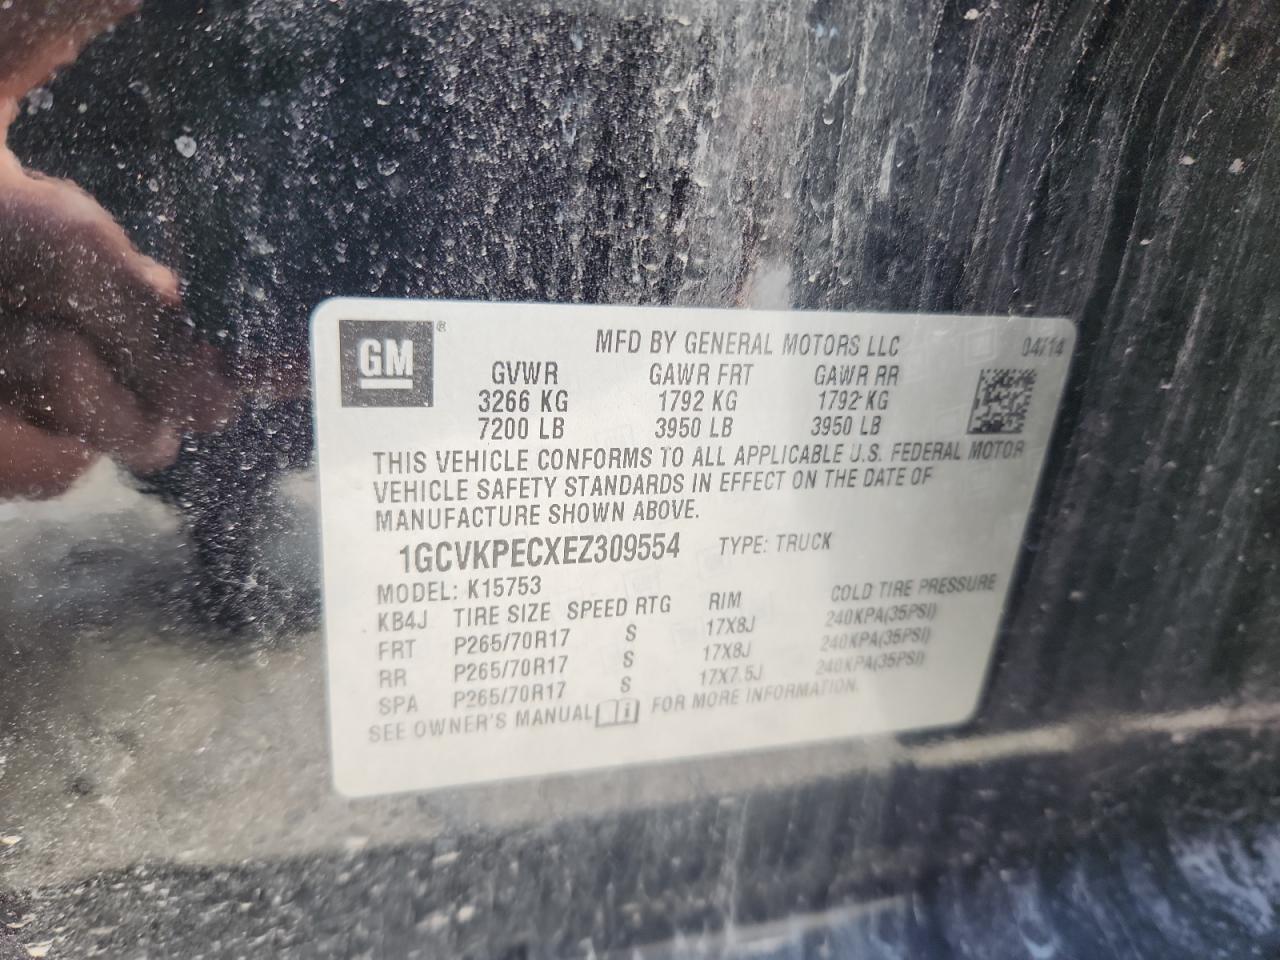 GM®
MFD BY GENERAL MOTORS LLC 04/14
GVWR GAWR FRT GAWR RR
3266 KG 1792 KG 1792 KG
7200 LB 3950 LB 3950 LB
THIS VEHICLE CONFORMS TO ALL APPLICABLE U.S. FEDERAL MOTOR
VEHICLE SAFETY STANDARDS IN EFFECT ON THE DATE OF
MANUFACTURE SHOWN ABOVE.
1GCVKPECXEZ309554 TYPE: TRUCK
MODEL: K15753
KB4J TIRE SIZE SPEED RTG RIM COLD TIRE PRESSURE
FRT P265/70R17 S 17X8J 240KPA(35PSI)
RR P265/70R17 S 17X8J 240KPA(35PSI)
SPA P265/70R17 S 17X7.5J 240KPA(35PSI)
SEE OWNER'S MANUAL i FOR MORE INFORMATION.